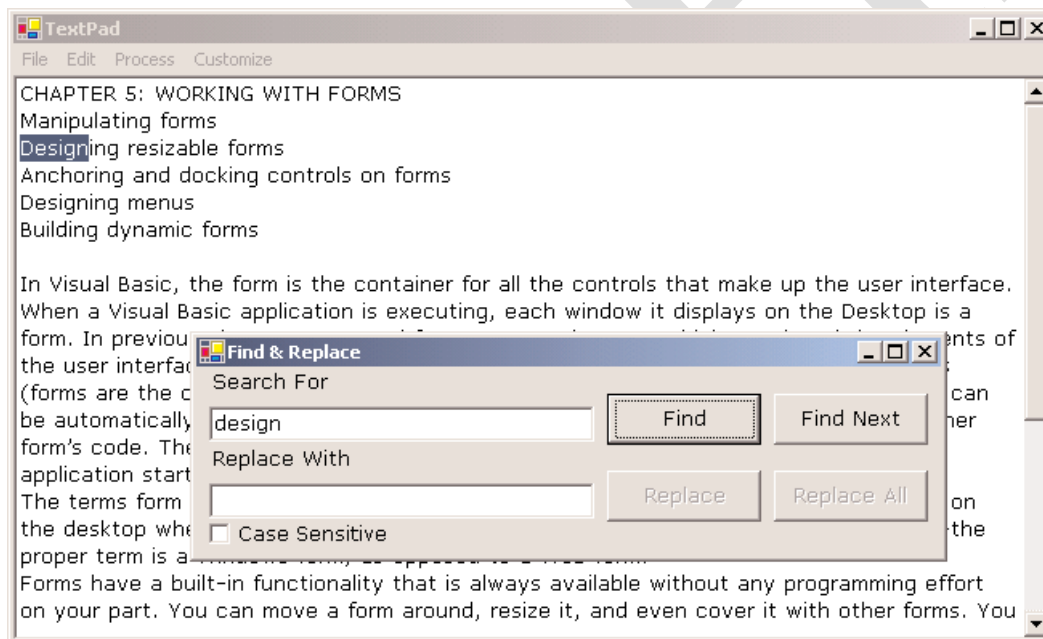 TextPad
File Edit Process Customize
CHAPTER 5: WORKING WITH FORMS
Manipulating forms
Designing resizable forms
Anchoring and docking controls on forms
Designing menus
Building dynamic forms
In Visual Basic, the form is the container for all the controls that make up the user interface.
When a Visual Basic application is executing, each window it displays on the Desktop is a
form. In previou
ents of
the user interfac
(forms are the c
can
be automatically
her
form's code. The
application start
The terms form
on
the desktop whe
the
proper term is a
Forms have a built-in functionality that is always available without any programming effort
on your part. You can move a form around, resize it, and even cover it with other forms. You
Find & Replace
Search For
design
Find
Find Next
Replace With
Replace
Replace All
Case Sensitive